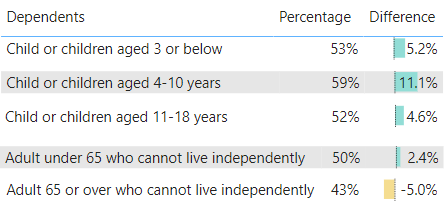 Dependents Percentage Difference
Child or children aged 3 or below 53% 5.2%
Child or children aged 4-10 years 59% 11.1%
Child or children aged 11-18 years 52% 4.6%
Adult under 65 who cannot live independently 50% 2.4%
Adult 65 or over who cannot live independently 43% -5.0%